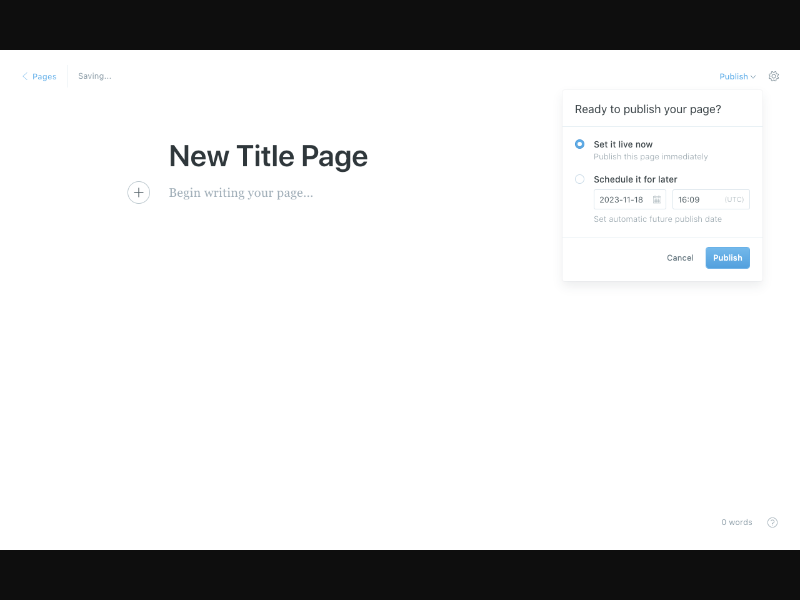 Pages
Saving...
Publish
Ready to publish your page?
New Title Page
Set it live now
Publish this page immediately
Schedule it for later
Begin writing your page...
2023-11-18
16:09 (UTC)
Set automatic future publish date
Cancel
Publish
0 words
?